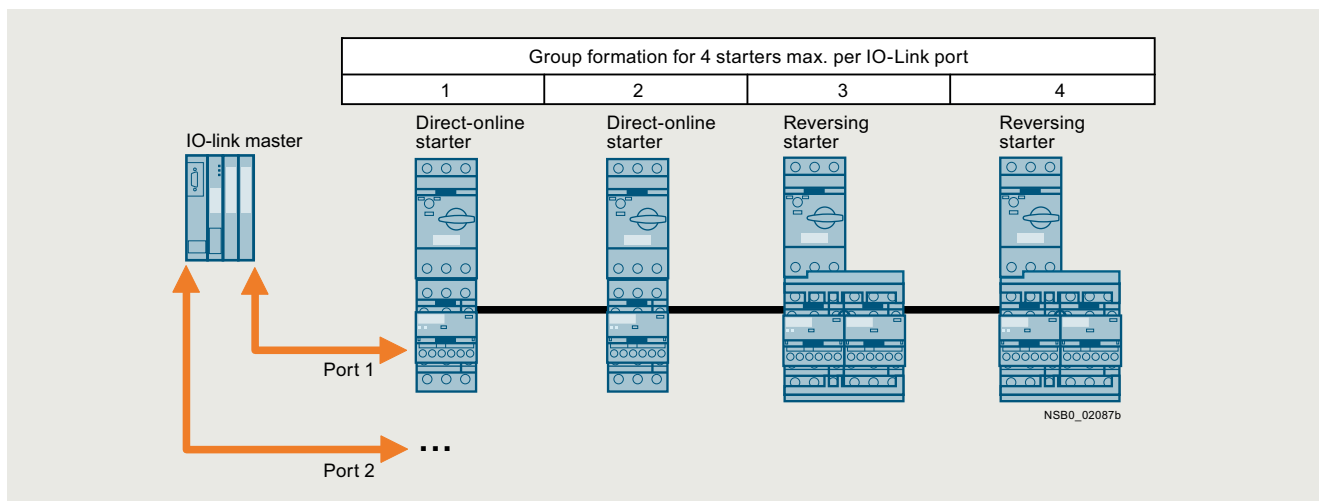 Group formation for 4 starters max. per IO-Link port
1 2 3 4
Direct-online
starter
Direct-online
starter
Reversing
starter
Reversing
starter
IO-link master
Port 1
NSB0_02087b
...
Port 2